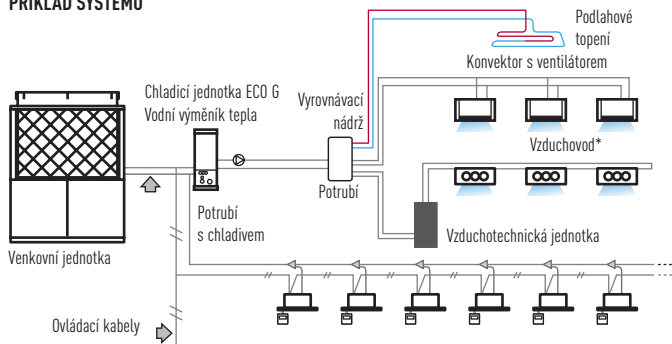 PŘÍKLAD SYSTÉMU
Podlahové
topení
Konvektor s ventilátorem
Chladicí jednotka ECO G
Vodní výměník tepla
Vyrovnávací
nádrž
Vzduchovod*
Potrubí
Potrubí
s chladivem
Vzduchotechnická jednotka
Venkovní jednotka
Ovládací kabely